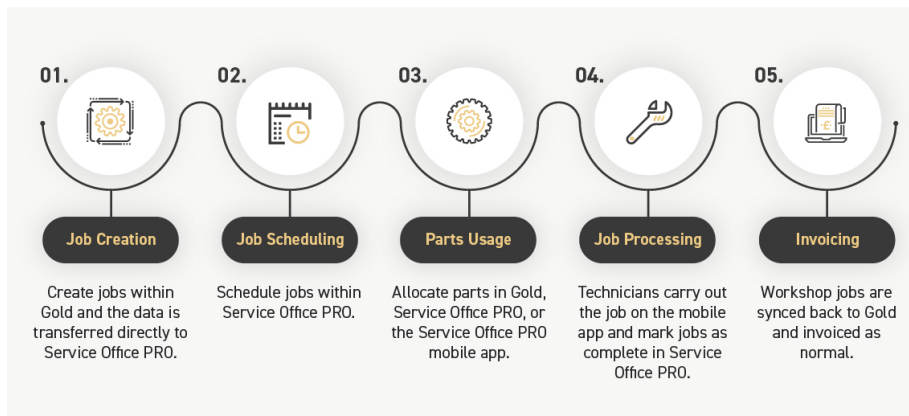 01.
Job Creation
Create jobs within
Gold and the data is
transferred directly to
Service Office PRO.
02.
Job Scheduling
Schedule jobs within
Service Office PRO.
03.
Parts Usage
Allocate parts in Gold,
Service Office PRO, or
the Service Office PRO
mobile app.
04.
Job Processing
Technicians carry out
the job on the mobile
app and mark jobs as
complete in Service
Office PRO.
05.
£
Invoicing
Workshop jobs are
synced back to Gold
and invoiced as
normal.